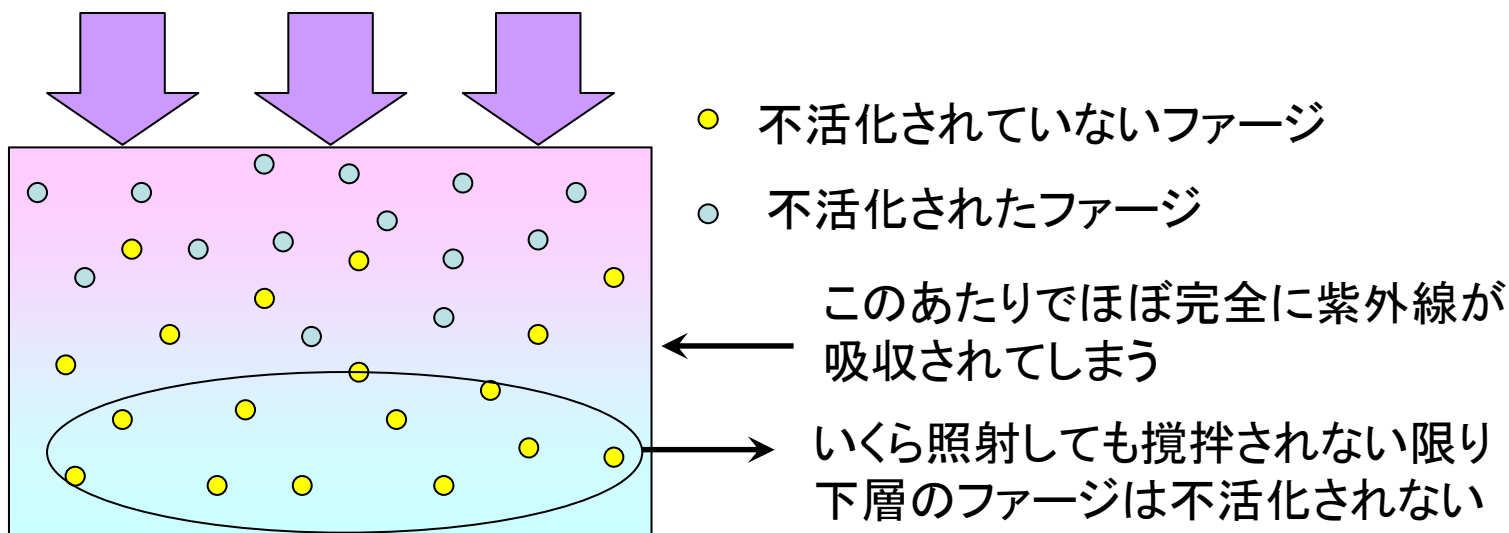 不活化されていないファージ
不活化されたファージ
このあたりでほぼ完全に紫外線が
吸収されてしまう
いくら照射しても撹拌されない限り
下層のファージは不活化されない